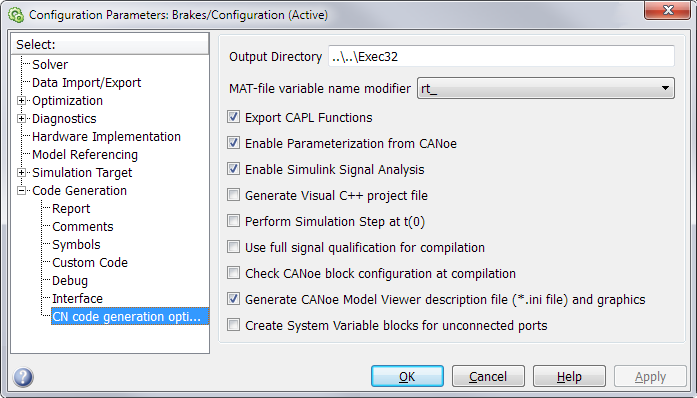 Configuration Parameters: Brakes/Configuration (Active)
Select:
Solver
Data Import/Export
Optimization
Diagnostics
Hardware Implementation
Model Referencing
Simulation Target
Code Generation
Report
Comments
Symbols
Custom Code
Debug
Interface
CN code generation opti...
Output Directory ..\..\Exec32
MAT-file variable name modifier rt_
Export CAPL Functions
Enable Parameterization from CANoe
Enable Simulink Signal Analysis
Generate Visual C++ project file
Perform Simulation Step at t(0)
Use full signal qualification for compilation
Check CANoe block configuration at compilation
Generate CANoe Model Viewer description file (*.ini file) and graphics
Create System Variable blocks for unconnected ports
OK Cancel Help Apply